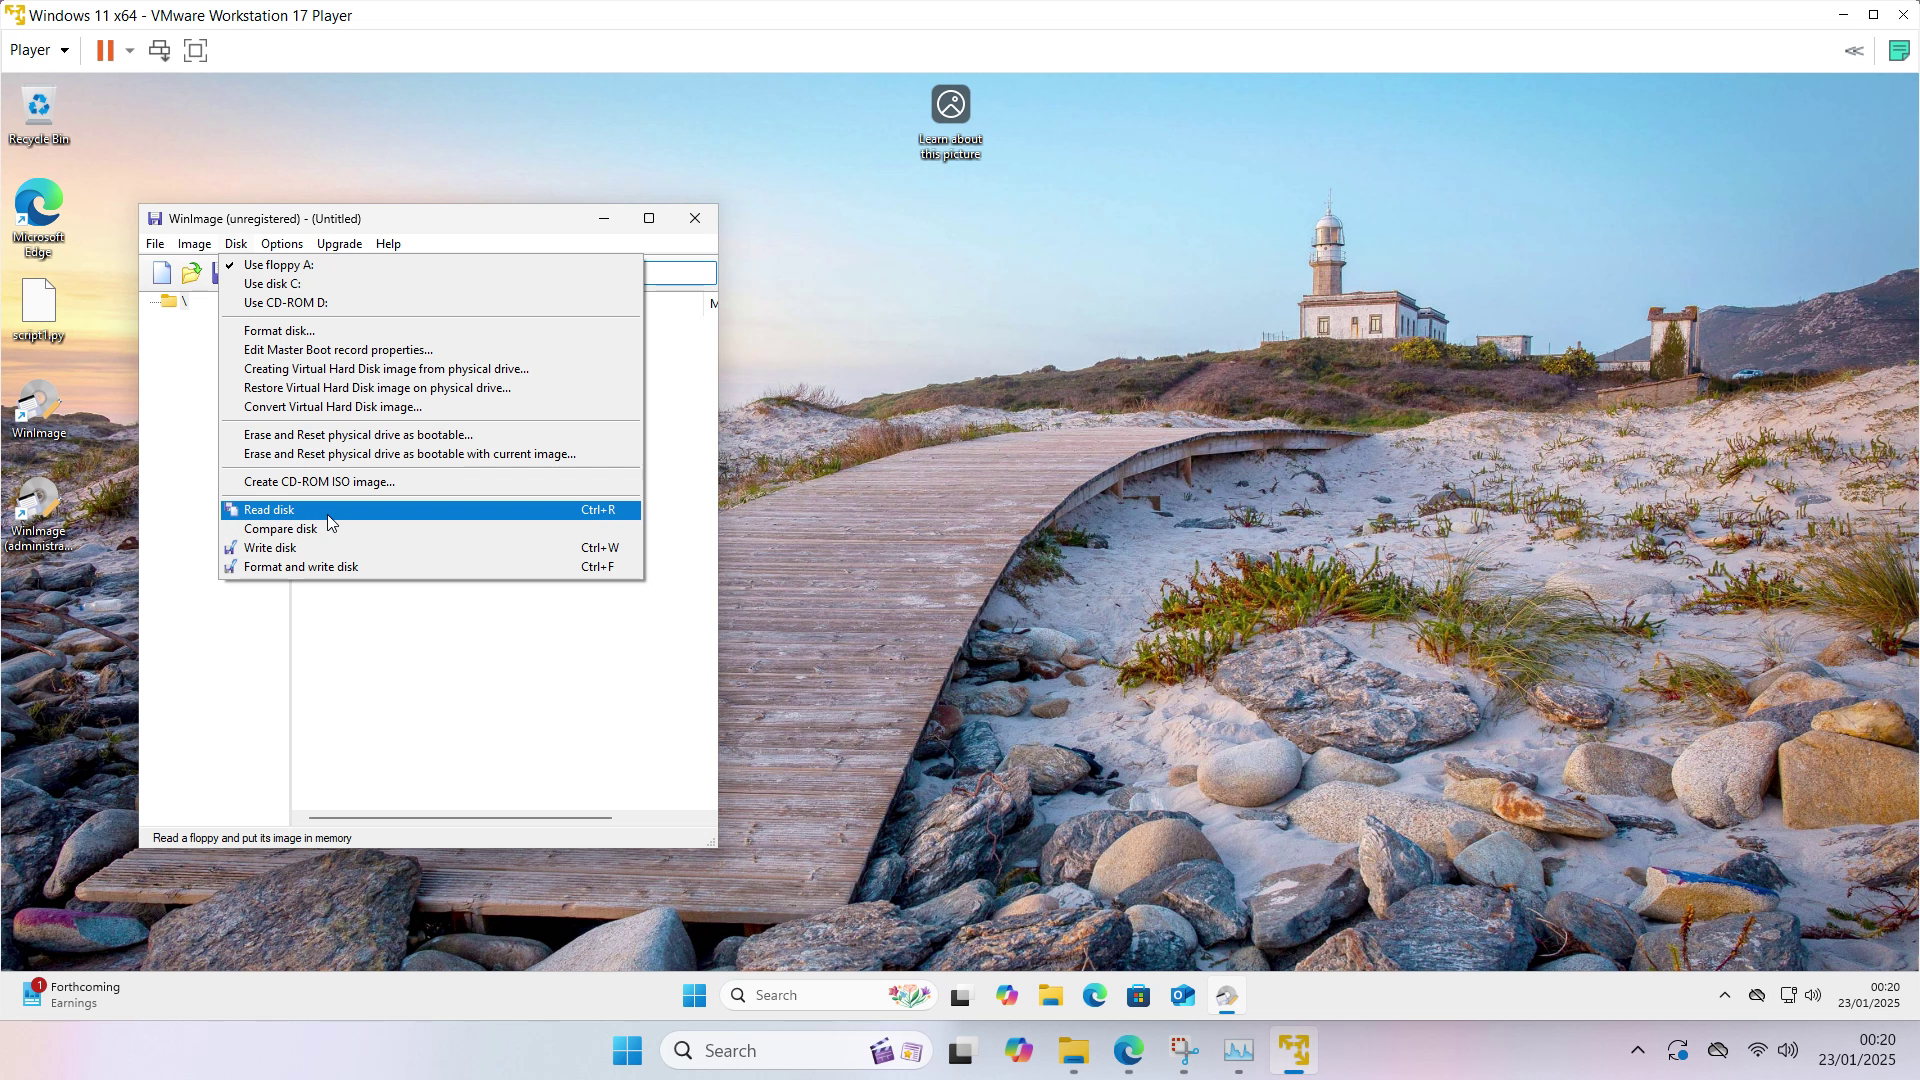 Windows 11 x64 - VMware Workstation 17 Player
Player
Recycle Bin
Learn about
this picture
Microsoft
Edge
script1.py
WinImage
WinImage
(administra...
WinImage (unregistered) - (Untitled)
File Image Disk Options Upgrade Help
Use floppy A:
Use disk C:
Use CD-ROM D:
\
M
Format disk...
Edit Master Boot record properties...
Creating Virtual Hard Disk image from physical drive...
Restore Virtual Hard Disk image on physical drive...
Convert Virtual Hard Disk image...
Erase and Reset physical drive as bootable...
Erase and Reset physical drive as bootable with current image...
Create CD-ROM ISO image...
Read disk Ctrl+R
Compare disk
Write disk Ctrl+W
Format and write disk Ctrl+F
Read a floppy and put its image in memory
1
Forthcoming
Earnings
Search
00:20
23/01/2025
Search
00:20
23/01/2025